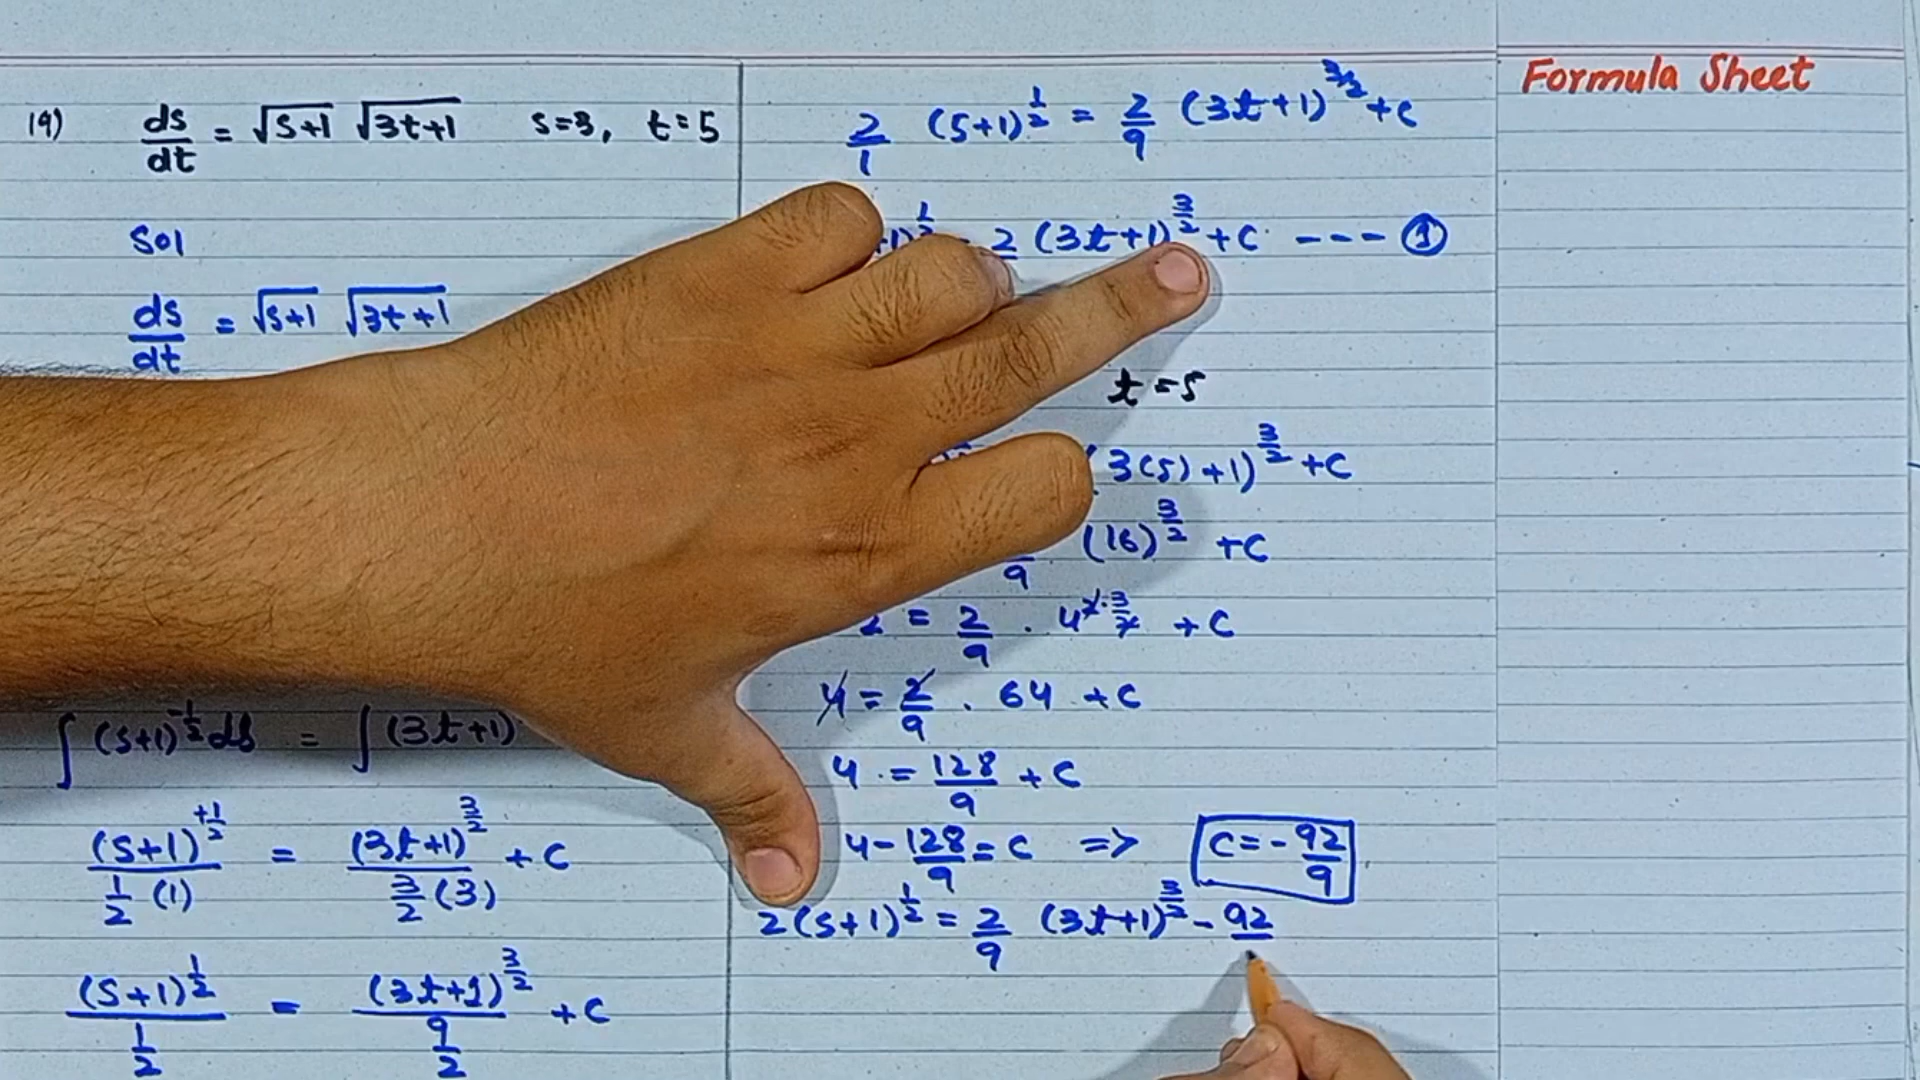 19) ds/dt = √s+1 √3t+1 s=3, t=5
Sol
ds/dt = √s+1 √3t+1
∫ (s+1)^-1/2 ds = ∫ (3t+1)
(s+1)^+1/2 / 1/2 (1) = (3t+1)^3/2 / 3/2 (3) + C
(s+1)^1/2 / 1/2 = (3t+1)^3/2 / 9/2 + C
2/1 (s+1)^1/2 = 2/9 (3t+1)^3/2 + C
2 (3t+1)^3/2 + C --- ①
t = 5
(3(5)+1)^3/2 + C
9 (16)^3/2 + C
2 = 2/9 . 4^2·3/2 + C
4 = 2/9 . 64 + C
4 = 128/9 + C
4 - 128/9 = C => C = -92/9
2(s+1)^1/2 = 2/9 (3t+1)^3/2 - 92
Formula Sheet